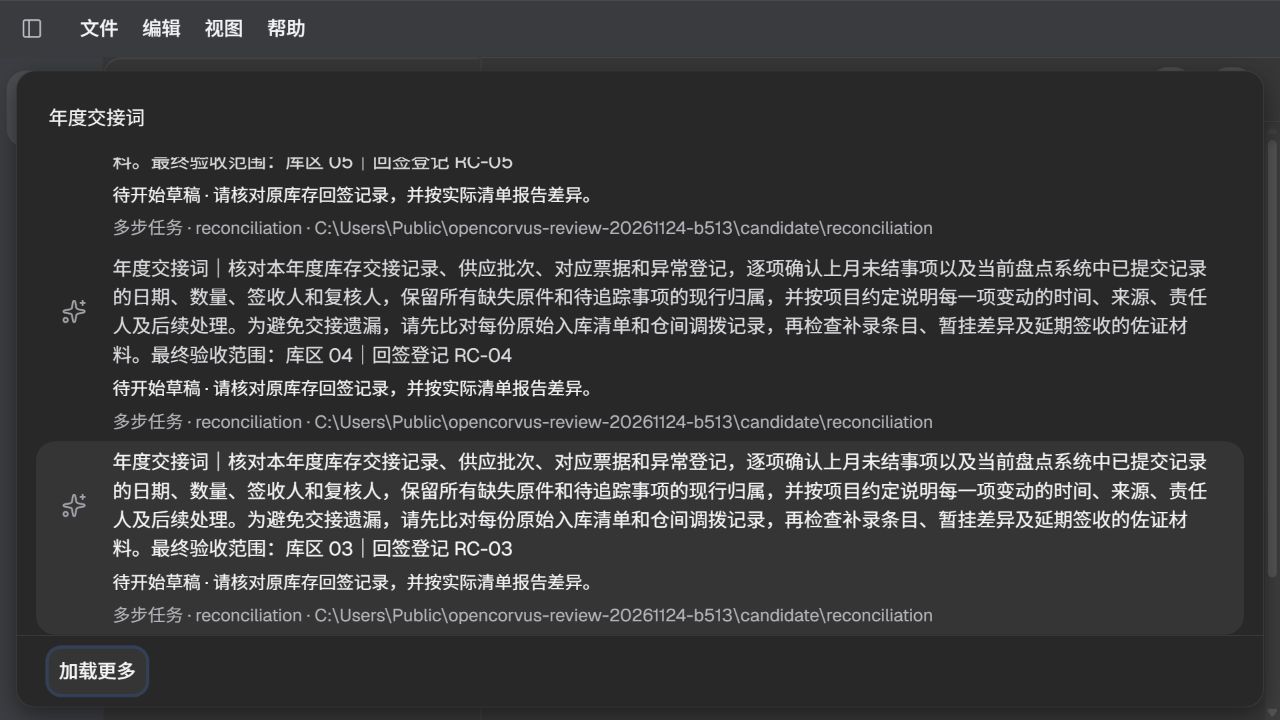 文件 编辑 视图 帮助
年度交接词
料。最终验收范围：库区 05｜回签登记 RC-05
待开始草稿 · 请核对原库存回签记录，并按实际清单报告差异。
多步任务 · reconciliation · C:\Users\Public\opencorvus-review-20261124-b513\candidate\reconciliation
年度交接词｜核对本年度库存交接记录、供应批次、对应票据和异常登记，逐项确认上月未结事项以及当前盘点系统中已提交记录
的日期、数量、签收人和复核人，保留所有缺失原件和待追踪事项的现行归属，并按项目约定说明每一项变动的时间、来源、责任
人及后续处理。为避免交接遗漏，请先比对每份原始入库清单和仓间调拨记录，再检查补录条目、暂挂差异及延期签收的佐证材
料。最终验收范围：库区 04｜回签登记 RC-04
待开始草稿 · 请核对原库存回签记录，并按实际清单报告差异。
多步任务 · reconciliation · C:\Users\Public\opencorvus-review-20261124-b513\candidate\reconciliation
年度交接词｜核对本年度库存交接记录、供应批次、对应票据和异常登记，逐项确认上月未结事项以及当前盘点系统中已提交记录
的日期、数量、签收人和复核人，保留所有缺失原件和待追踪事项的现行归属，并按项目约定说明每一项变动的时间、来源、责任
人及后续处理。为避免交接遗漏，请先比对每份原始入库清单和仓间调拨记录，再检查补录条目、暂挂差异及延期签收的佐证材
料。最终验收范围：库区 03｜回签登记 RC-03
待开始草稿 · 请核对原库存回签记录，并按实际清单报告差异。
多步任务 · reconciliation · C:\Users\Public\opencorvus-review-20261124-b513\candidate\reconciliation
加载更多